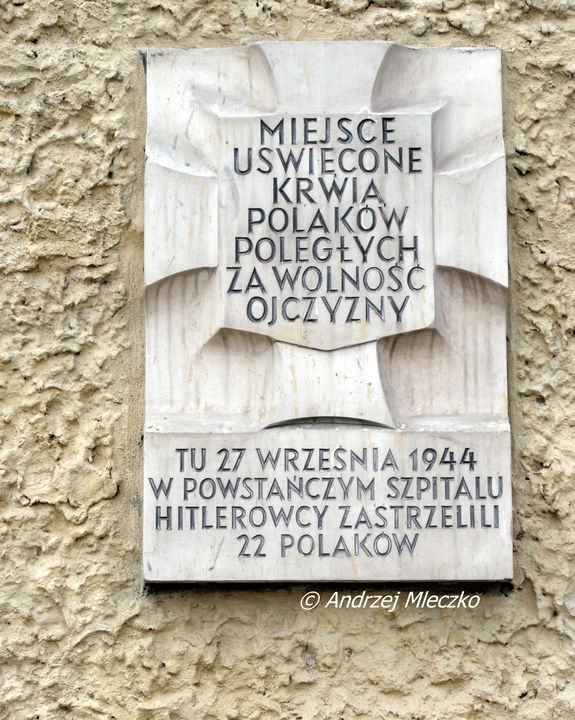 MIEJSCE
UŚWIĘCONE
KRWIĄ
POLAKÓW
POLEGŁYCH
ZA WOLNOŚĆ
OJCZYZNY
TU 27 WRZEŚNIA 1944
W POWSTAŃCZYM SZPITALU
HITLEROWCY ZASTRZELILI
22 POLAKÓW
© Andrzej Mleczko